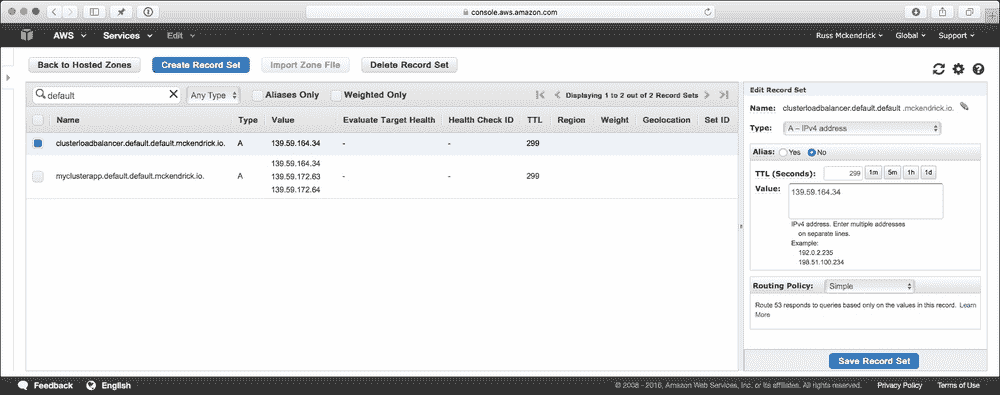 console.aws.amazon.com
AWS Services Edit Russ Mckendrick Global Support
Back to Hosted Zones Create Record Set Import Zone File Delete Record Set
default Any Type Aliases Only Weighted Only Displaying 1 to 2 out of 2 Record Sets
Name Type Value Evaluate Target Health Health Check ID TTL Region Weight Geolocation Set ID
clusterloadbalancer.default.default.mckendrick.io. A 139.59.164.34 - - 299
139.59.164.34
myclusterapp.default.default.mckendrick.io. A 139.59.172.63 - - 299
139.59.172.64
Edit Record Set
Name: clusterloadbalancer.default.default .mckendrick.io.
Type: A – IPv4 address
Alias: Yes No
TTL (Seconds): 299 1m 5m 1h 1d
Value: 139.59.164.34
IPv4 address. Enter multiple addresses
on separate lines.
Example:
192.0.2.235
198.51.100.234
Routing Policy: Simple
Route 53 responds to queries based only on the values in this record. Learn
More
Save Record Set
Feedback English © 2008 - 2016, Amazon Web Services, Inc. or its affiliates. All rights reserved. Privacy Policy Terms of Use